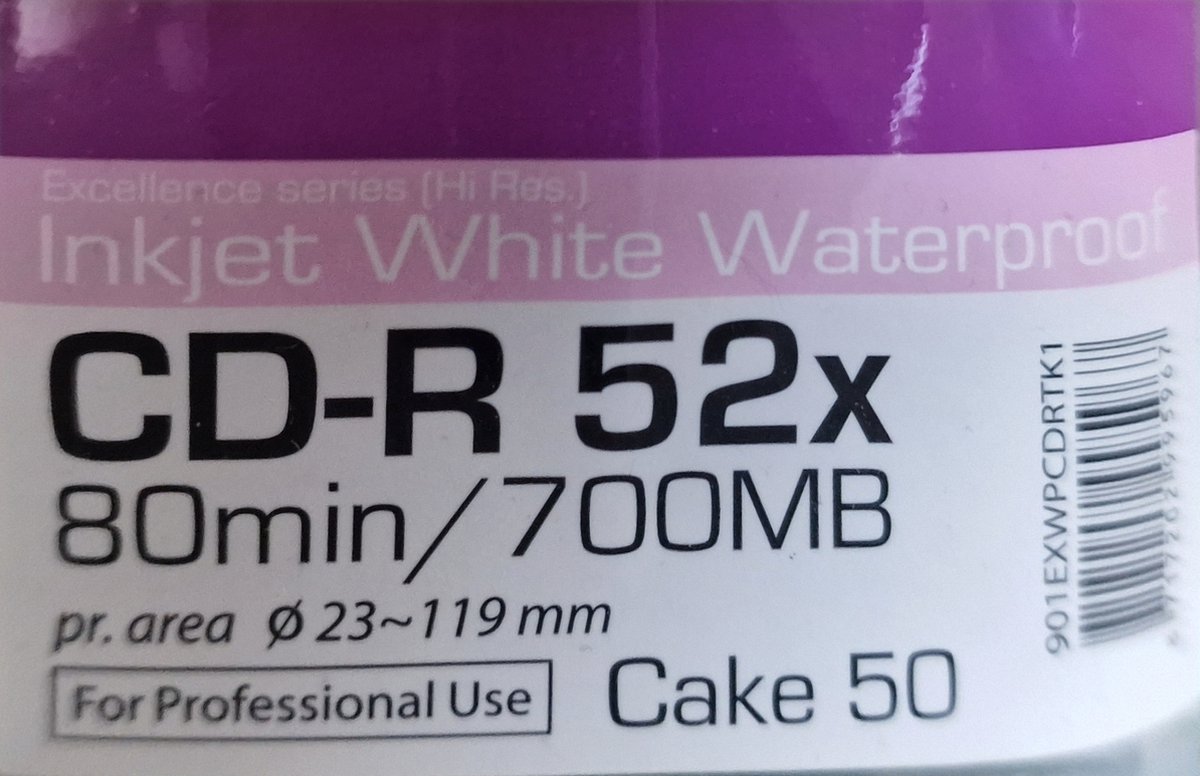 Excellence series (Hi Res.)
Inkjet White Waterproof
CD-R 52x
80min/700MB
pr. area Ø 23~119 mm
For Professional Use
Cake 50
901EXWPCDRTK1